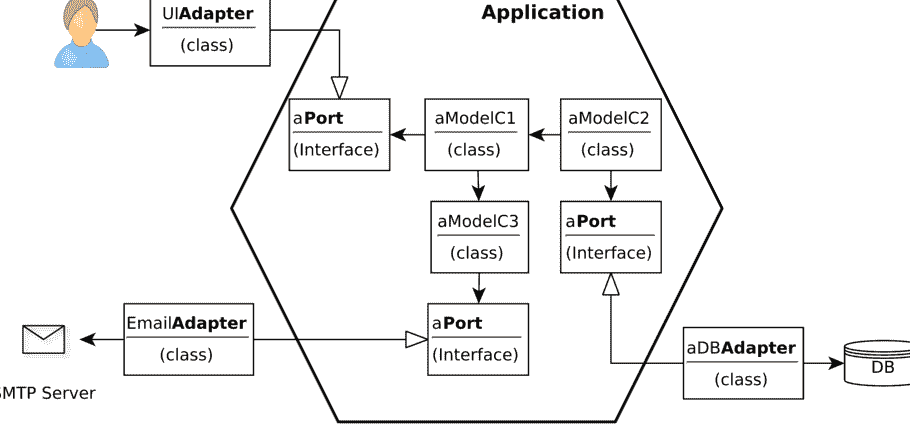 Application
UIAdapter
(class)
aPort
(Interface)
aModelC1
(class)
aModelC2
(class)
aModelC3
(class)
aPort
(Interface)
EmailAdapter
(class)
aPort
(Interface)
aDBAdapter
(class)
DB
SMTP Server